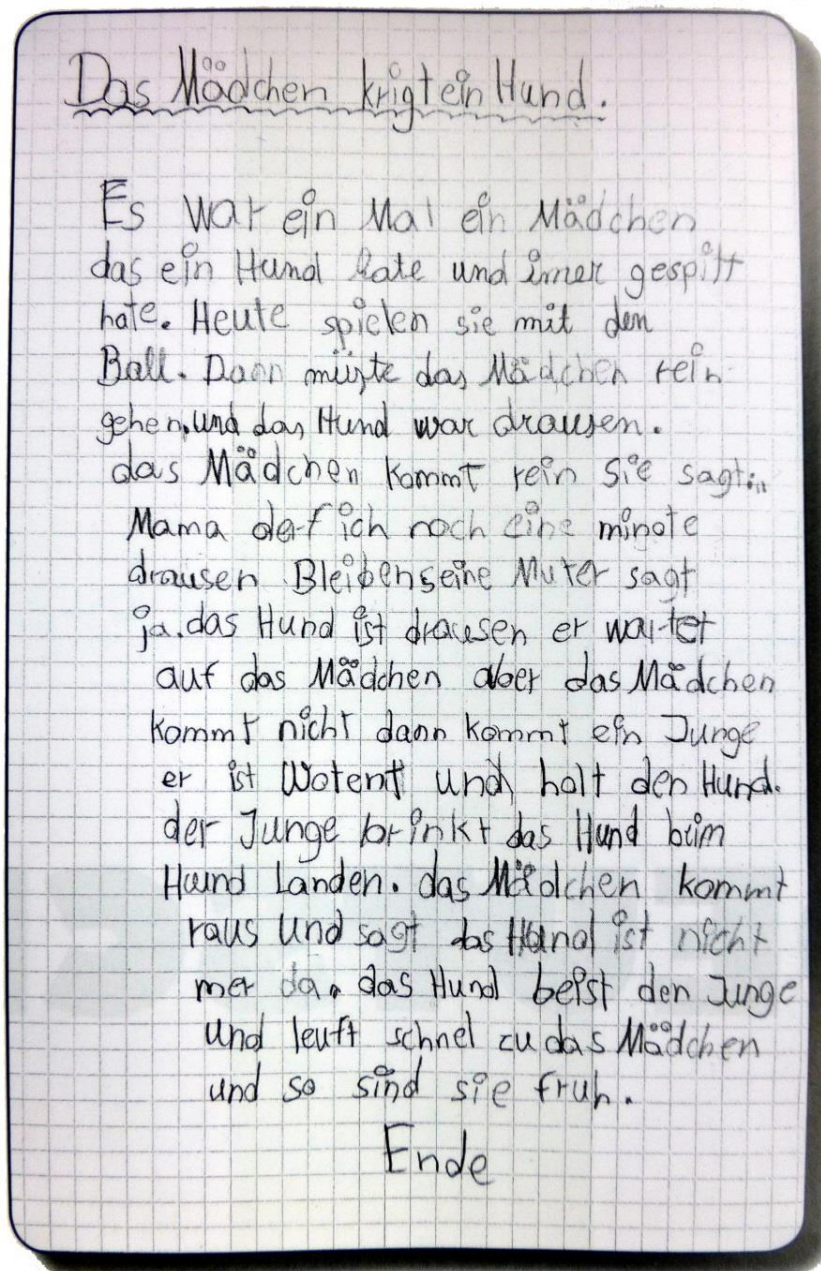 Das Mädchen krigt ein Hund.
Es war ein Mal ein Mädchen
das ein Hund hate und imer gespilt
hate. Heute spielen sie mit den
Ball. Dann müste das Mädchen rein
gehen, und das Hund war drausen.
das Mädchen kommt rein Sie sagt:,,
Mama darf ich noch eine minote
drausen Bleiben seine Muter sagt
ja. das Hund ist drausen er wartet
auf das Mädchen aber das Mädchen
kommt nicht dann kommt ein Junge
er ist Wotent und holt den Hund.
der Junge brinkt das Hund beim
Hund Landen. das Mädchen kommt
raus und sagt das Hund ist nicht
mer da. das Hund beist den Junge
und leuft schnel zu das Mädchen
und so sind sie fruh.
Ende